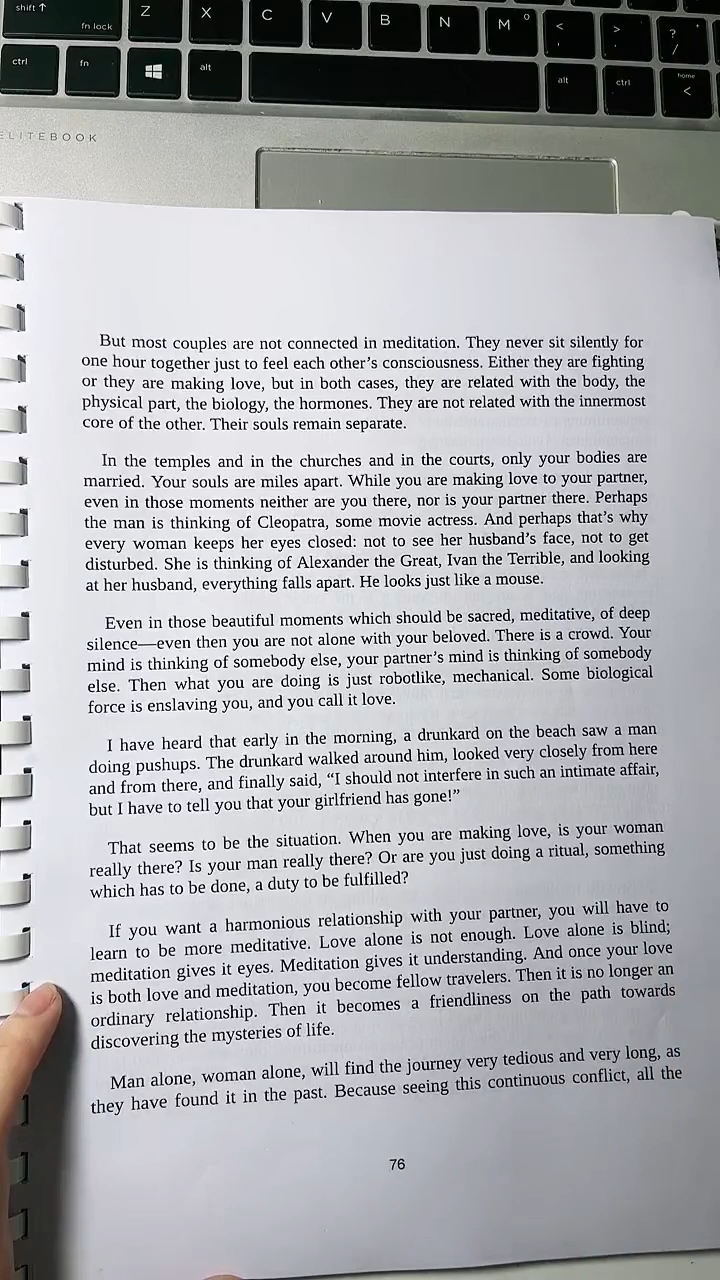 shift ↑
fn lock
Z
X
C
V
B
N
M
<
>
?
/
ctrl
fn
alt
alt
ctrl
home
<
ELITEBOOK
But most couples are not connected in meditation. They never sit silently for
one hour together just to feel each other’s consciousness. Either they are fighting
or they are making love, but in both cases, they are related with the body, the
physical part, the biology, the hormones. They are not related with the innermost
core of the other. Their souls remain separate.
In the temples and in the churches and in the courts, only your bodies are
married. Your souls are miles apart. While you are making love to your partner,
even in those moments neither are you there, nor is your partner there. Perhaps
the man is thinking of Cleopatra, some movie actress. And perhaps that’s why
every woman keeps her eyes closed: not to see her husband’s face, not to get
disturbed. She is thinking of Alexander the Great, Ivan the Terrible, and looking
at her husband, everything falls apart. He looks just like a mouse.
Even in those beautiful moments which should be sacred, meditative, of deep
silence—even then you are not alone with your beloved. There is a crowd. Your
mind is thinking of somebody else, your partner’s mind is thinking of somebody
else. Then what you are doing is just robotlike, mechanical. Some biological
force is enslaving you, and you call it love.
I have heard that early in the morning, a drunkard on the beach saw a man
doing pushups. The drunkard walked around him, looked very closely from here
and from there, and finally said, “I should not interfere in such an intimate affair,
but I have to tell you that your girlfriend has gone!”
That seems to be the situation. When you are making love, is your woman
really there? Is your man really there? Or are you just doing a ritual, something
which has to be done, a duty to be fulfilled?
If you want a harmonious relationship with your partner, you will have to
learn to be more meditative. Love alone is not enough. Love alone is blind;
meditation gives it eyes. Meditation gives it understanding. And once your love
is both love and meditation, you become fellow travelers. Then it is no longer an
ordinary relationship. Then it becomes a friendliness on the path towards
discovering the mysteries of life.
Man alone, woman alone, will find the journey very tedious and very long, as
they have found it in the past. Because seeing this continuous conflict, all the
76